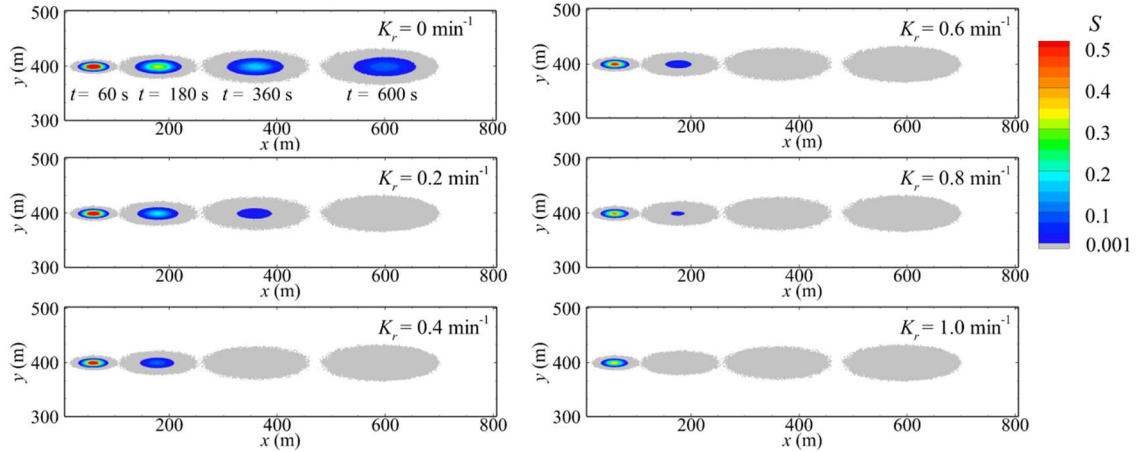 500
K_r = 0 min⁻¹
y (m)
400
t = 60 s t = 180 s t = 360 s t = 600 s
300
200 400 600 800
x (m)
500
K_r = 0.2 min⁻¹
y (m)
400
300
200 400 600 800
x (m)
500
K_r = 0.4 min⁻¹
y (m)
400
300
200 400 600 800
x (m)
500
K_r = 0.6 min⁻¹
y (m)
400
300
200 400 600 800
x (m)
500
K_r = 0.8 min⁻¹
y (m)
400
300
200 400 600 800
x (m)
500
K_r = 1.0 min⁻¹
y (m)
400
300
200 400 600 800
x (m)
S
0.5
0.4
0.3
0.2
0.1
0.001